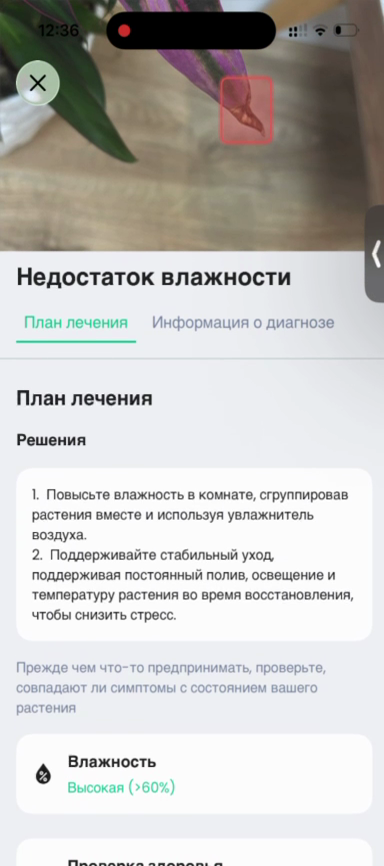 12:36
Недостаток влажности
План лечения Информация о диагнозе
План лечения
Решения
1. Повысьте влажность в комнате, сгруппировав
растения вместе и используя увлажнитель
воздуха.
2. Поддерживайте стабильный уход,
поддерживая постоянный полив, освещение и
температуру растения во время восстановления,
чтобы снизить стресс.
Прежде чем что-то предпринимать, проверьте,
совпадают ли симптомы с состоянием вашего
растения
Влажность
Высокая (>60%)
Проверка здоровья